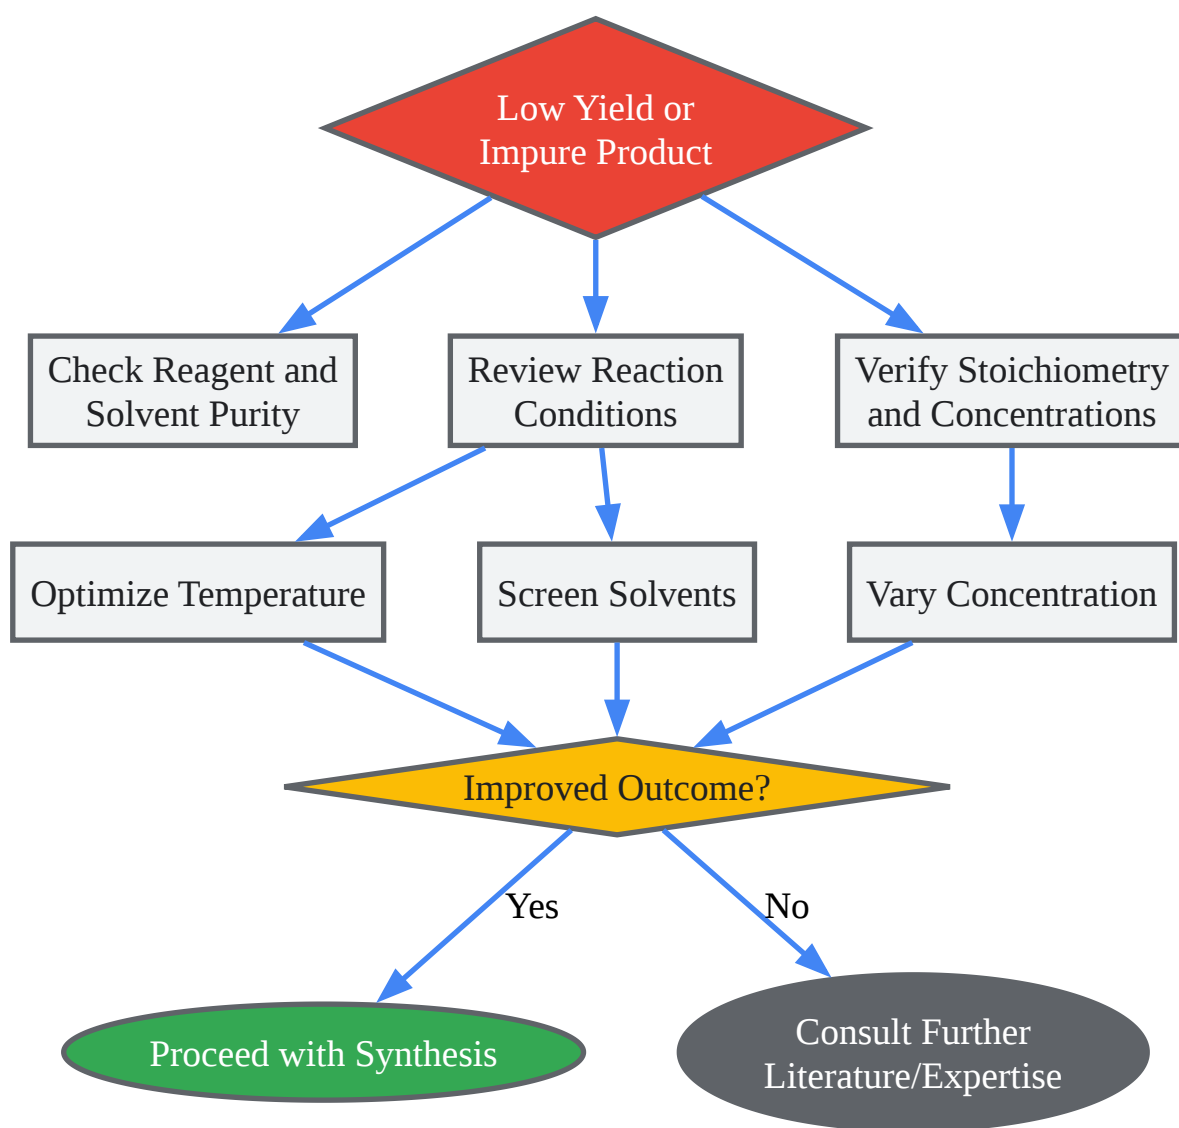 Low Yield or
Impure Product
Check Reagent and
Solvent Purity
Review Reaction
Conditions
Verify Stoichiometry
and Concentrations
Optimize Temperature
Screen Solvents
Vary Concentration
Improved Outcome?
Yes
No
Proceed with Synthesis
Consult Further
Literature/Expertise